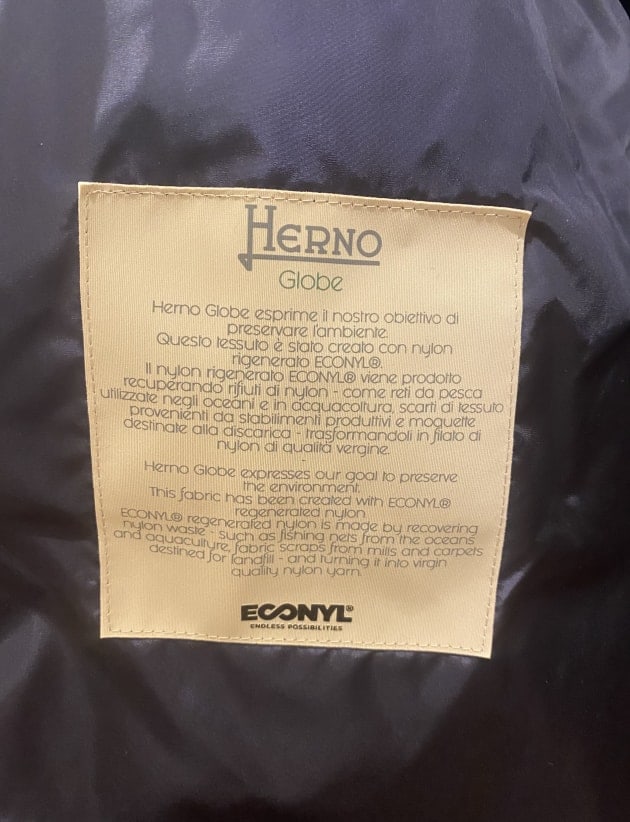 HERNO
Globe
Herno Globe esprime il nostro obiettivo di
preservare l'ambiente.
Questo tessuto è stato creato con nylon
rigenerato ECONYL®.
Il nylon rigenerato ECONYL® viene prodotto
recuperando rifiuti di nylon - come reti da pesca
utilizzate negli oceani e in acquacoltura, scarti di tessuto
provenienti da stabilimenti produttivi e moquette
destinate alla discarica - trasformandoli in filato di
nylon di qualità vergine.
-
Herno Globe expresses our goal to preserve
the environment.
This fabric has been created with ECONYL®
regenerated nylon.
ECONYL® regenerated nylon is made by recovering
nylon waste - such as fishing nets from the oceans
and aquaculture, fabric scraps from mills and carpets
destined for landfill - and turning it into virgin
quality nylon yarn.
ECONYL®
ENDLESS POSSIBILITIES